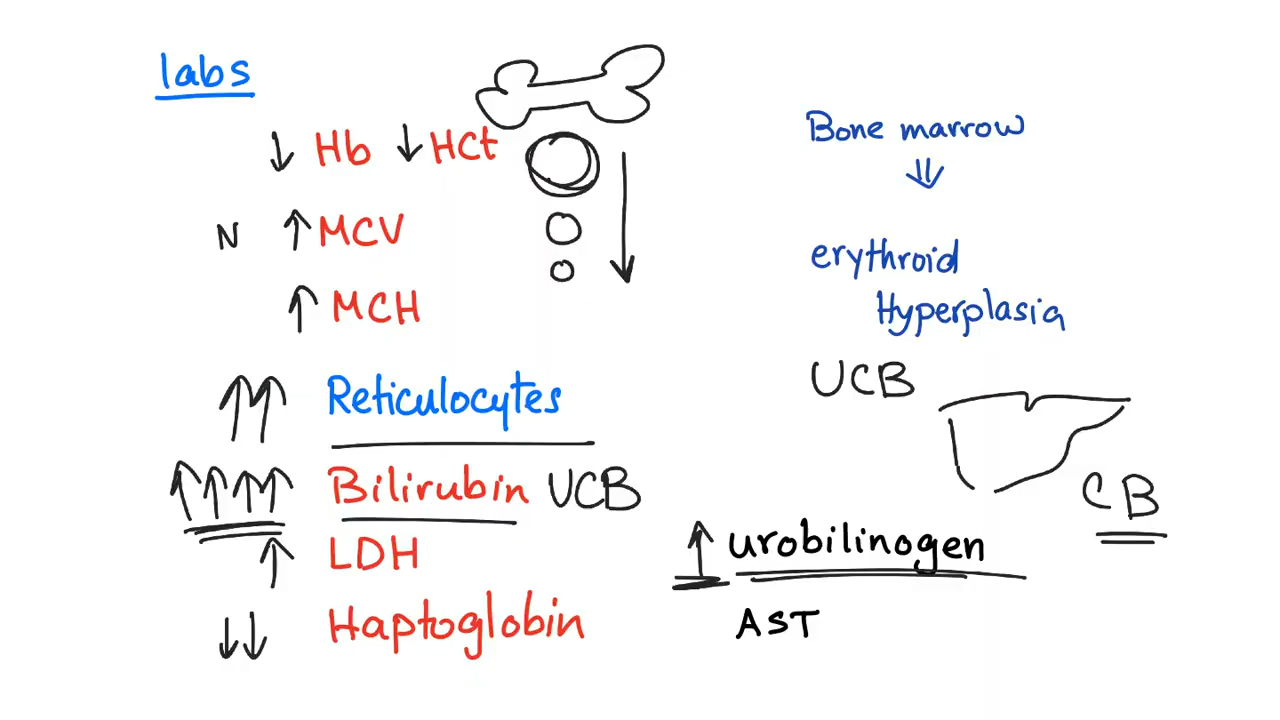 labs
↓ Hb ↓ HCt
N ↑ MCV
↑ MCH
↑↑ Reticulocytes
↑↑↑↑ Bilirubin UCB
↑ LDH
↓↓ Haptoglobin
Bone marrow
⇓
erythroid
Hyperplasia
UCB
CB
↑ urobilinogen
AST